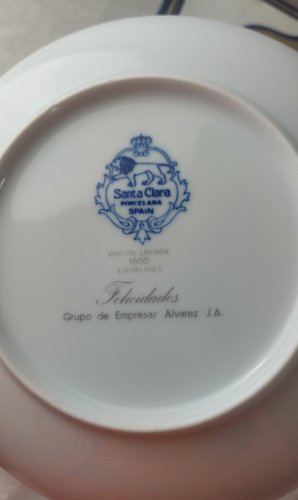 Santa Clara
PORCELANA
SPAIN
EDICION LIMITADA
1500
EJEMPLARES
Felicidades
Grupo de Empresas Alvarez S.A.